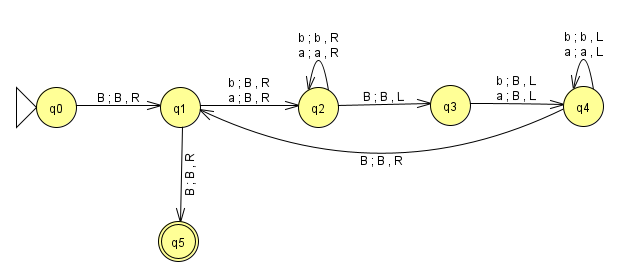 b ; b , R
a ; a , R
b ; b , L
a ; a , L
q0
B ; B , R
q1
b ; B , R
a ; B , R
q2
B ; B , L
q3
b ; B , L
a ; B , L
q4
B ; B , R
B ; B , R
q5